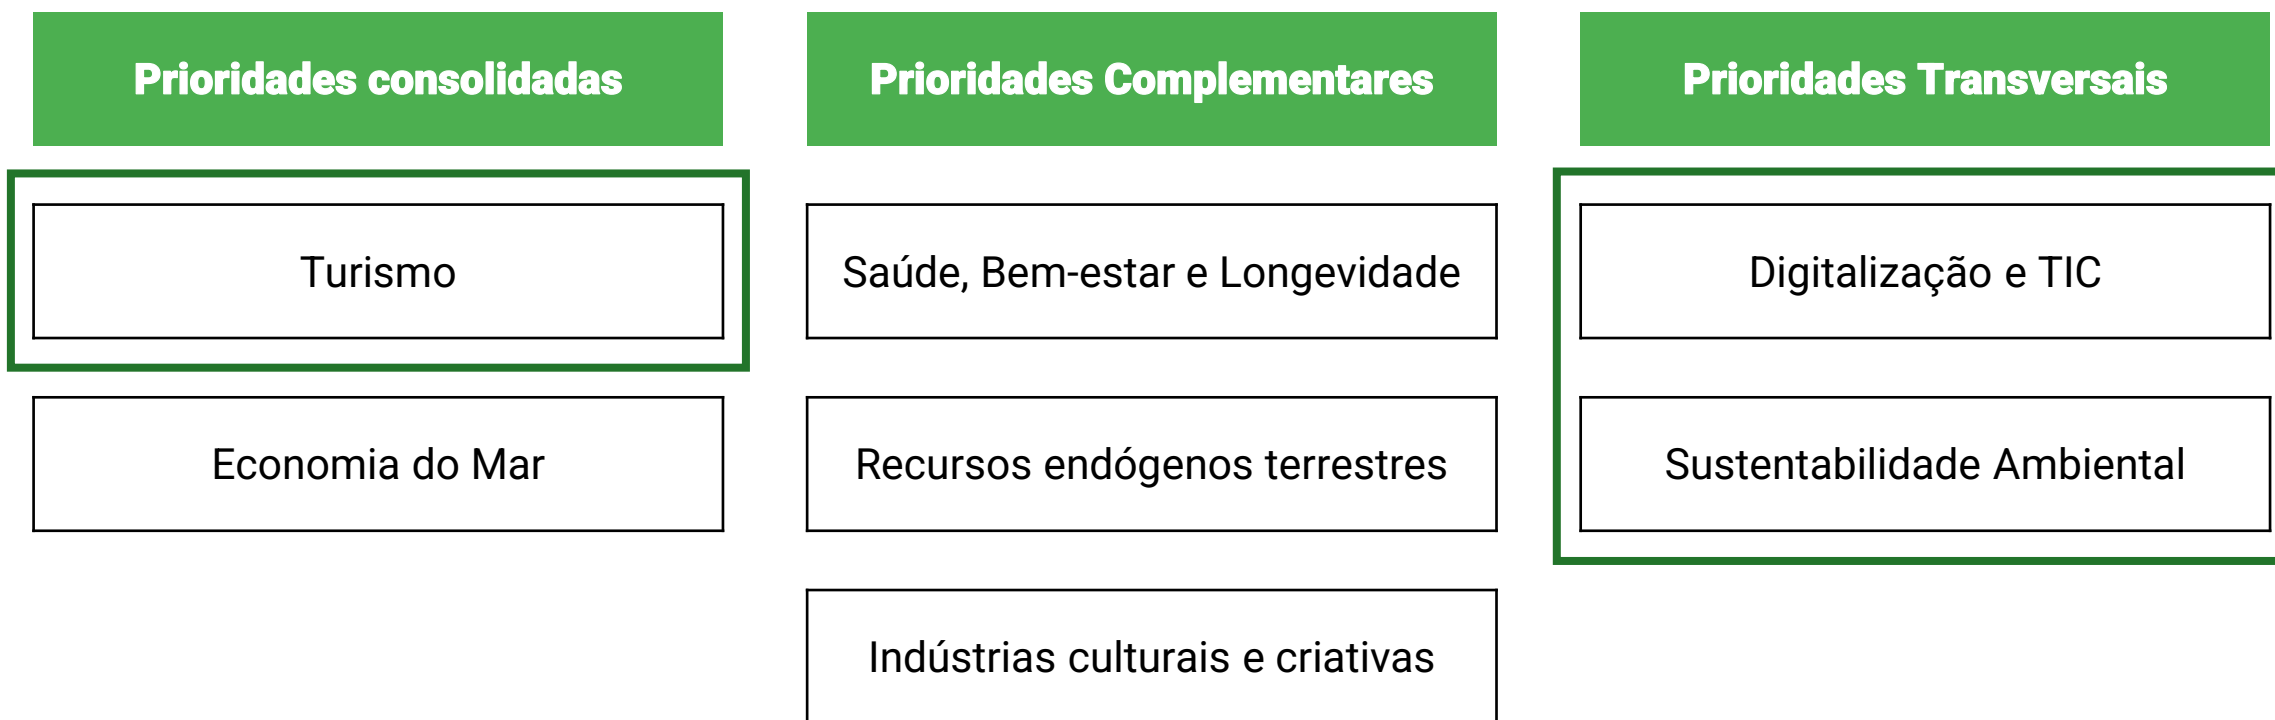 Prioridades consolidadas
Turismo
Economia do Mar
Prioridades Complementares
Saúde, Bem-estar e Longevidade
Recursos endógenos terrestres
Indústrias culturais e criativas
Prioridades Transversais
Digitalização e TIC
Sustentabilidade Ambiental